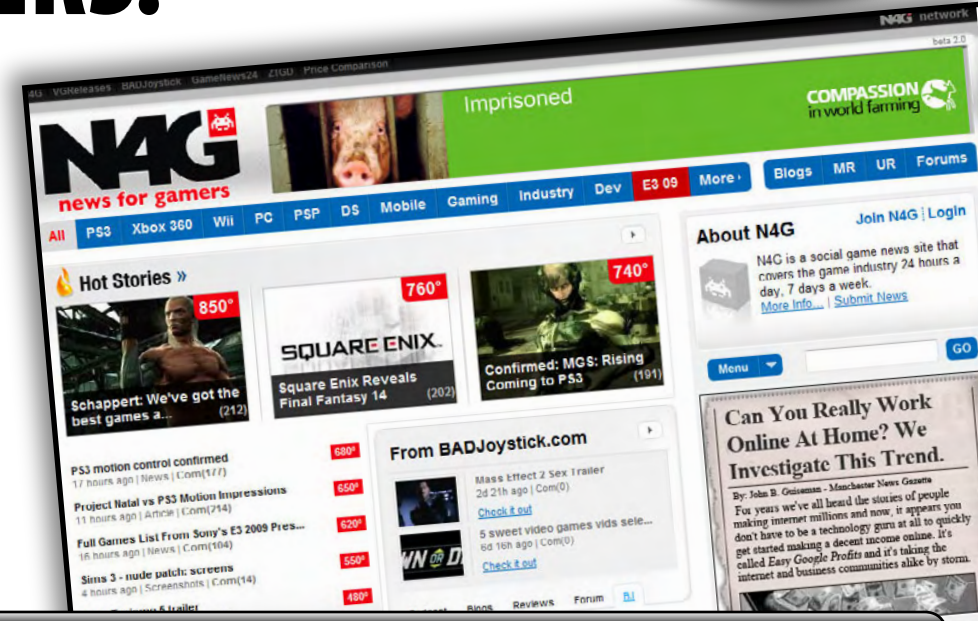 N4G network
beta 2.0
4G VGReleases BADJoystick GameNews24 ZIGD Price Comparison
N4G
news for gamers
Imprisoned
COMPASSION
in world farming
All PS3 Xbox 360 Wii PC PSP DS Mobile Gaming Industry Dev E3 09 More
Blogs MR UR Forums
Hot Stories »
850°
Schappert: We've got the
best games a... (212)
760°
SQUARE ENIX
Square Enix Reveals
Final Fantasy 14 (202)
740°
Confirmed: MGS: Rising
Coming to PS3 (191)
PS3 motion control confirmed
17 hours ago | News | Com(177)
680°
Project Natal vs PS3 Motion Impressions
11 hours ago | Article | Com(214)
650°
Full Games List From Sony's E3 2009 Pres...
16 hours ago | News | Com(104)
620°
Sims 3 - nude patch: screens
4 hours ago | Screenshots | Com(14)
550°
6 trailer
480°
From BADJoystick.com
Mass Effect 2 Sex Trailer
2d 21h ago | Com(0)
Check it out
5 sweet video games vids sele...
6d 16h ago | Com(0)
Check it out
Blogs Reviews Forum
About N4G
Join N4G | Login
N4G is a social game news site that
covers the game industry 24 hours a
day, 7 days a week.
More Info... | Submit News
Menu
GO
Can You Really Work
Online At Home? We
Investigate This Trend.
By: John B. Guiseman - Manchester News Gazette
For years we've all heard the stories of people
making internet millions and now, it appears you
don't have to be a technology guru at all to quickly
get started making a decent income online. It's
called Easy Google Profits and it's taking the
internet and business communities alike by storm.